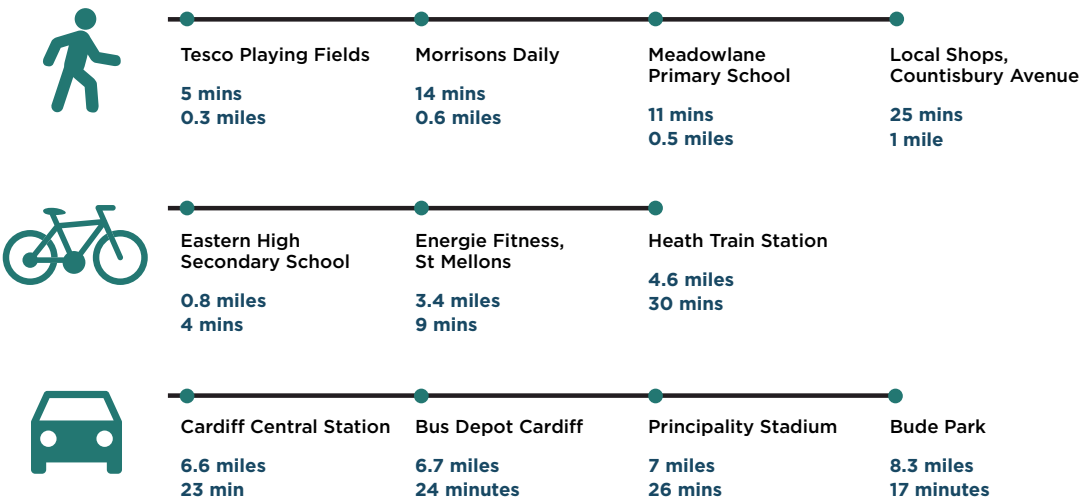 Tesco Playing Fields
5 mins
0.3 miles
Morrisons Daily
14 mins
0.6 miles
Meadowlane
Primary School
11 mins
0.5 miles
Local Shops,
Countisbury Avenue
25 mins
1 mile
Eastern High
Secondary School
0.8 miles
4 mins
Energie Fitness,
St Mellons
3.4 miles
9 mins
Heath Train Station
4.6 miles
30 mins
Cardiff Central Station
6.6 miles
23 min
Bus Depot Cardiff
6.7 miles
24 minutes
Principality Stadium
7 miles
26 mins
Bude Park
8.3 miles
17 minutes